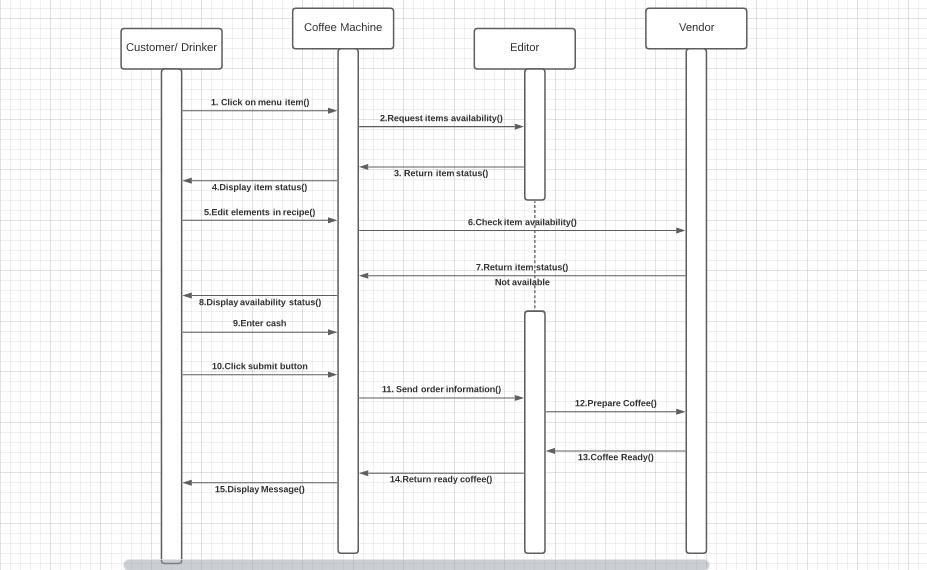 Coffee Machine
Vendor
Customer/ Drinker
Editor
1. Click on menu item()
2.Request items availability()
3. Return item status()
4.Display item status()
5.Edit elements in recipe()
6.Check item availability()
7.Return item status()
Not available
8.Display availability status()
9.Enter cash
10.Click submit button
11. Send order information()
12.Prepare Coffee()
13.Coffee Ready()
14.Return ready coffee()
15.Display Message()